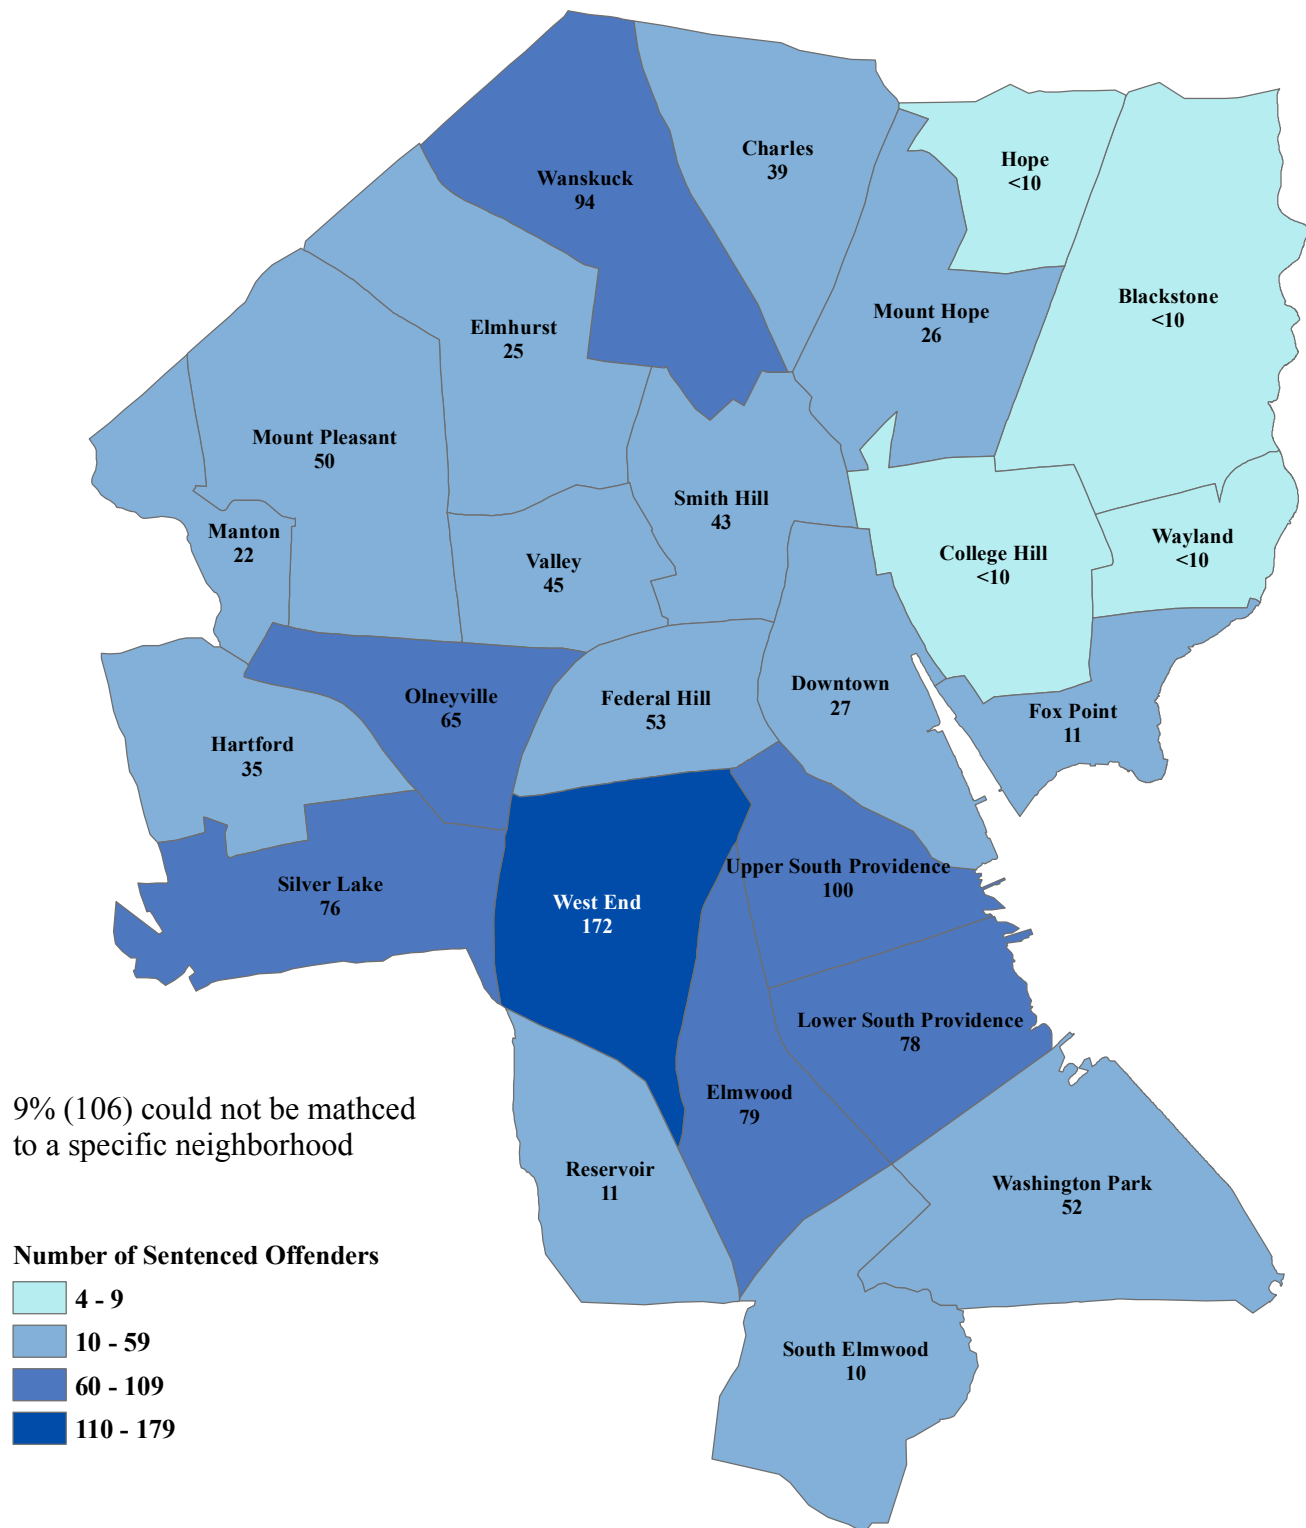 Charles
39
Hope
<10
Wanskuck
94
Blackstone
<10
Mount Hope
26
Elmhurst
25
Mount Pleasant
50
Smith Hill
43
Manton
22
Valley
45
College Hill
<10
Wayland
<10
Olneyville
65
Federal Hill
53
Downtown
27
Fox Point
11
Hartford
35
Silver Lake
76
West End
172
Upper South Providence
100
Lower South Providence
78
Elmwood
79
9% (106) could not be mathced
to a specific neighborhood
Reservoir
11
Washington Park
52
South Elmwood
10
Number of Sentenced Offenders
4 - 9
10 - 59
60 - 109
110 - 179